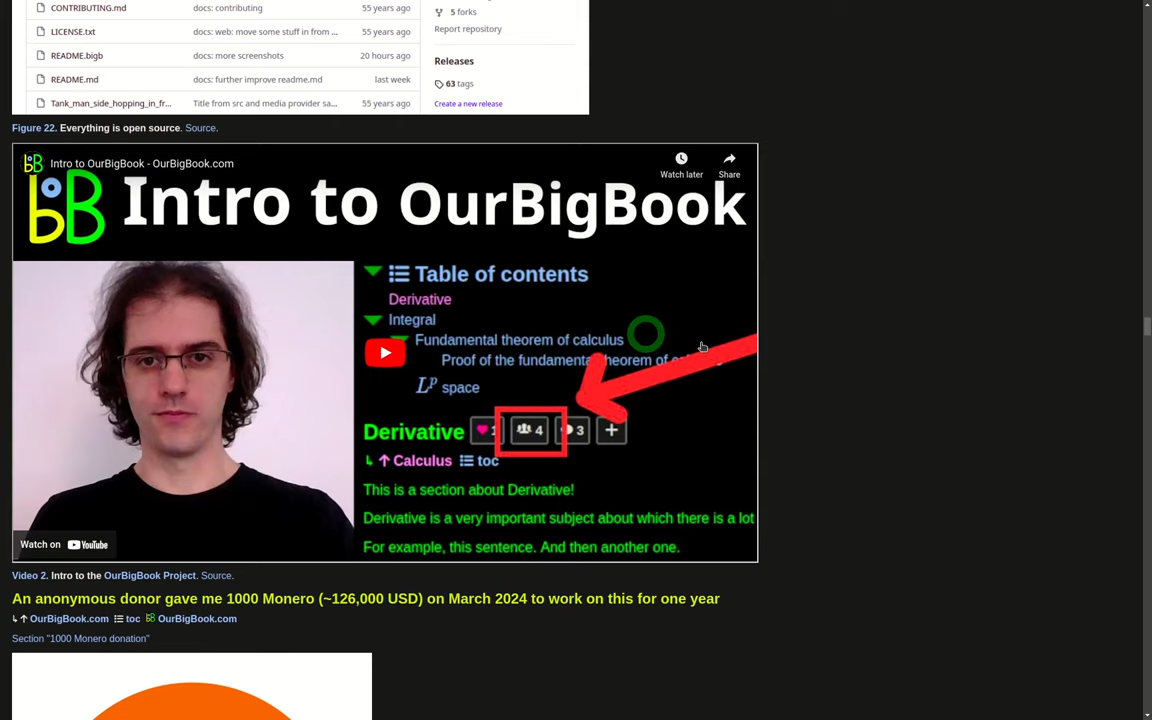 CONTRIBUTING.md docs: contributing 55 years ago
5 forks
LICENSE.txt docs: web: move some stuff in from ... 55 years ago
Report repository
README.bigb docs: more screenshots 20 hours ago
Releases
README.md docs: further improve readme.md last week
63 tags
Tank_man_side_hopping_in_fr... Title from src and media provider sa... 55 years ago
Create a new release
Figure 22. Everything is open source. Source.
Intro to OurBigBook - OurBigBook.com
Watch later
Share
bB Intro to OurBigBook
Table of contents
Derivative
Integral
Fundamental theorem of calculus
Proof of the fundamental theorem of
Lᵖ space
Derivative 1 4 3 +
↳ ↑ Calculus toc
This is a section about Derivative!
Derivative is a very important subject about which there is a lot
For example, this sentence. And then another one.
Watch on YouTube
Video 2. Intro to the OurBigBook Project. Source.
An anonymous donor gave me 1000 Monero (~126,000 USD) on March 2024 to work on this for one year
↳ ↑ OurBigBook.com toc bB OurBigBook.com
Section "1000 Monero donation"